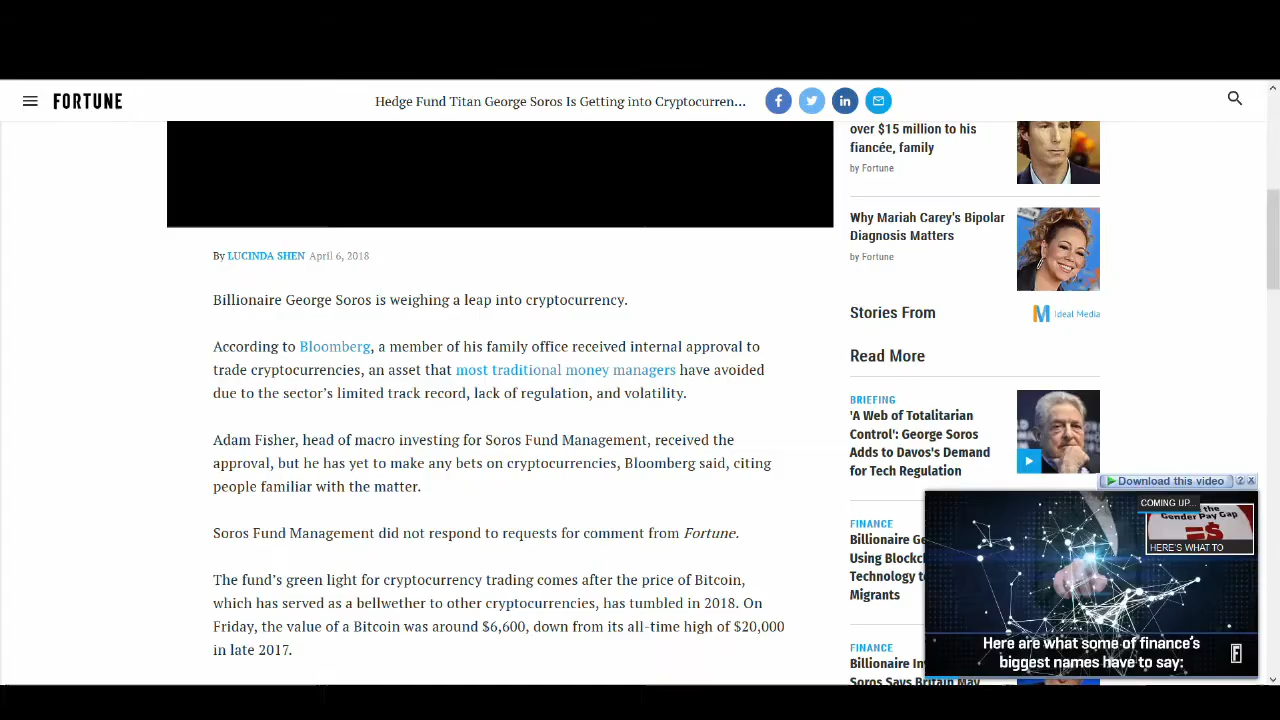 FORTUNE
Hedge Fund Titan George Soros Is Getting into Cryptocurren...
By LUCINDA SHEN April 6, 2018
Billionaire George Soros is weighing a leap into cryptocurrency.
According to Bloomberg, a member of his family office received internal approval to
trade cryptocurrencies, an asset that most traditional money managers have avoided
due to the sector's limited track record, lack of regulation, and volatility.
Adam Fisher, head of macro investing for Soros Fund Management, received the
approval, but he has yet to make any bets on cryptocurrencies, Bloomberg said, citing
people familiar with the matter.
Soros Fund Management did not respond to requests for comment from Fortune.
The fund's green light for cryptocurrency trading comes after the price of Bitcoin,
which has served as a bellwether to other cryptocurrencies, has tumbled in 2018. On
Friday, the value of a Bitcoin was around $6,600, down from its all-time high of $20,000
in late 2017.
over $15 million to his
fiancée, family
by Fortune
Why Mariah Carey's Bipolar
Diagnosis Matters
by Fortune
Stories From
Ideal Media
Read More
BRIEFING
'A Web of Totalitarian
Control': George Soros
Adds to Davos's Demand
for Tech Regulation
FINANCE
Billionaire Ge
Using Blockc
Technology t
Migrants
FINANCE
Billionaire In
Soros Says Britain May
Download this video
COMING UP...
the
Gender Pay Gap
=$
HERE'S WHAT TO
Here are what some of finance's
biggest names have to say:
F